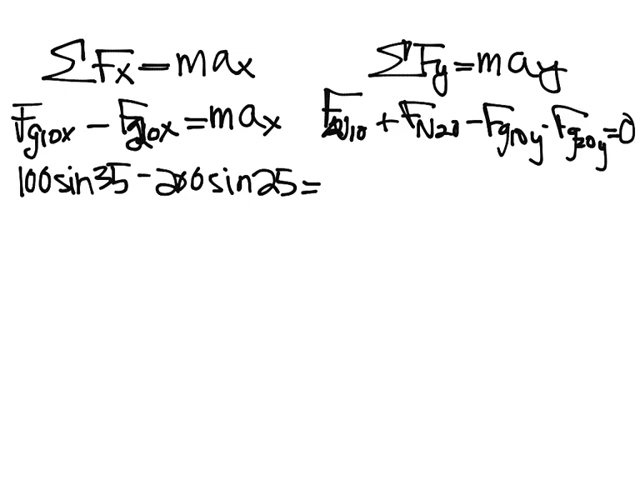 ΣFx = max
ΣFy = may
Fg10x - Fg20x = max
FN10 + FN20 - Fg10y - Fg20y = 0
100sin35 - 200sin25 =